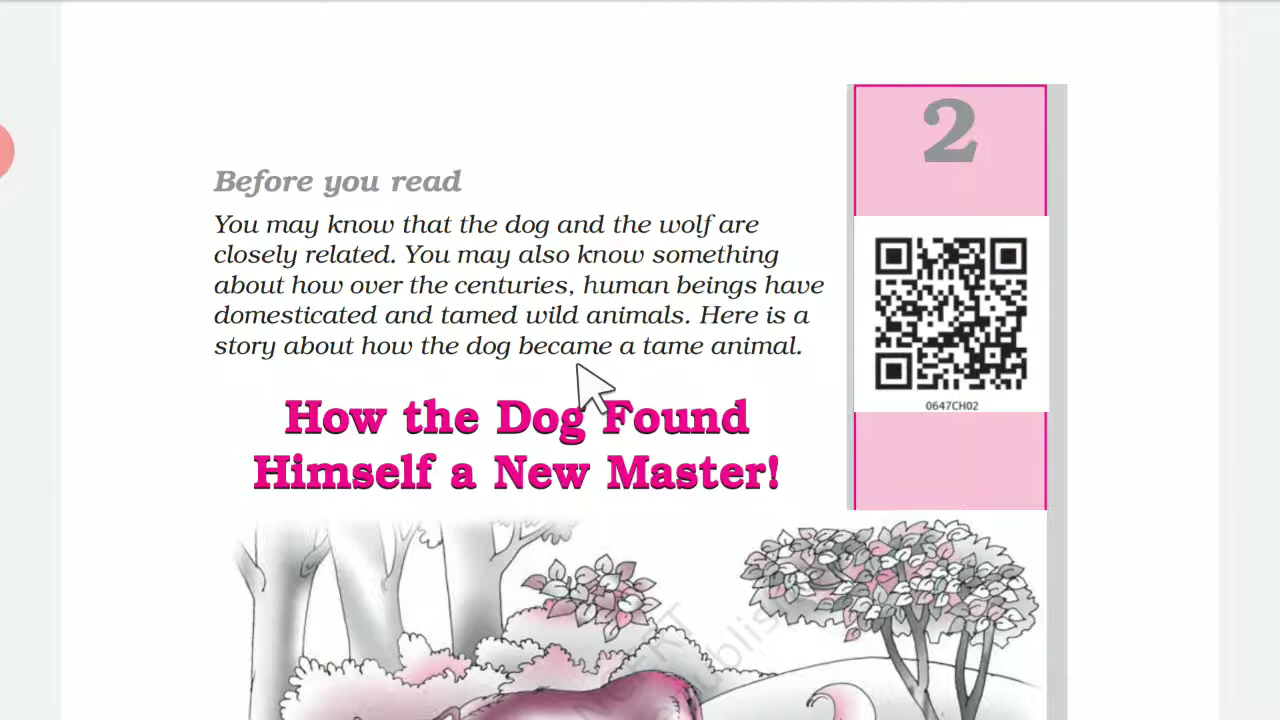 2
Before you read
You may know that the dog and the wolf are
closely related. You may also know something
about how over the centuries, human beings have
domesticated and tamed wild animals. Here is a
story about how the dog became a tame animal.
0647CH02
How the Dog Found
Himself a New Master!